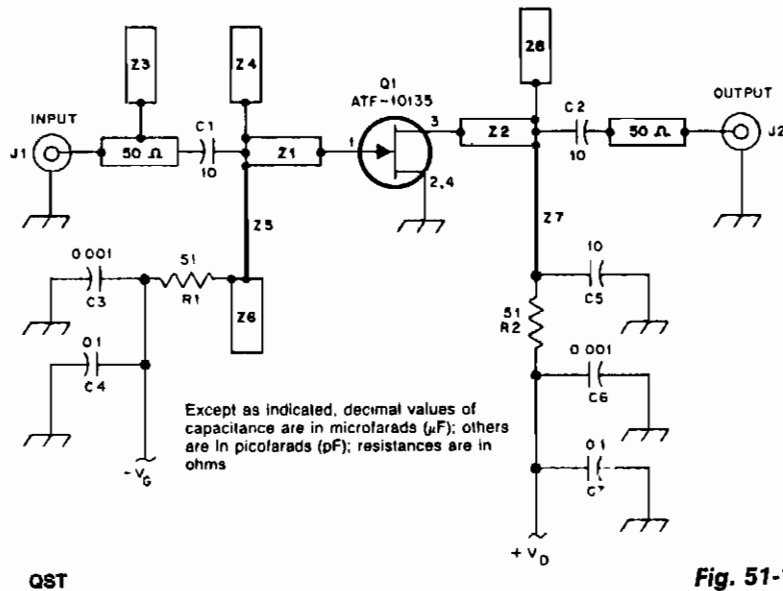 Z8
Z3
Z4
Q1
ATF-10135
INPUT
C1
C2
OUTPUT
J1
50 Ω
10
Z1
1
3
Z2
10
50 Ω
J2
2,4
Z5
Z7
0.001
C3
51
R1
Z6
10
C5
51
R2
0.1
C4
0.001
C6
Except as indicated, decimal values of
capacitance are in microfarads (µF); others
are in picofarads (pF); resistances are in
ohms
-VG
0.1
C7
+VD
QST
Fig. 51-1